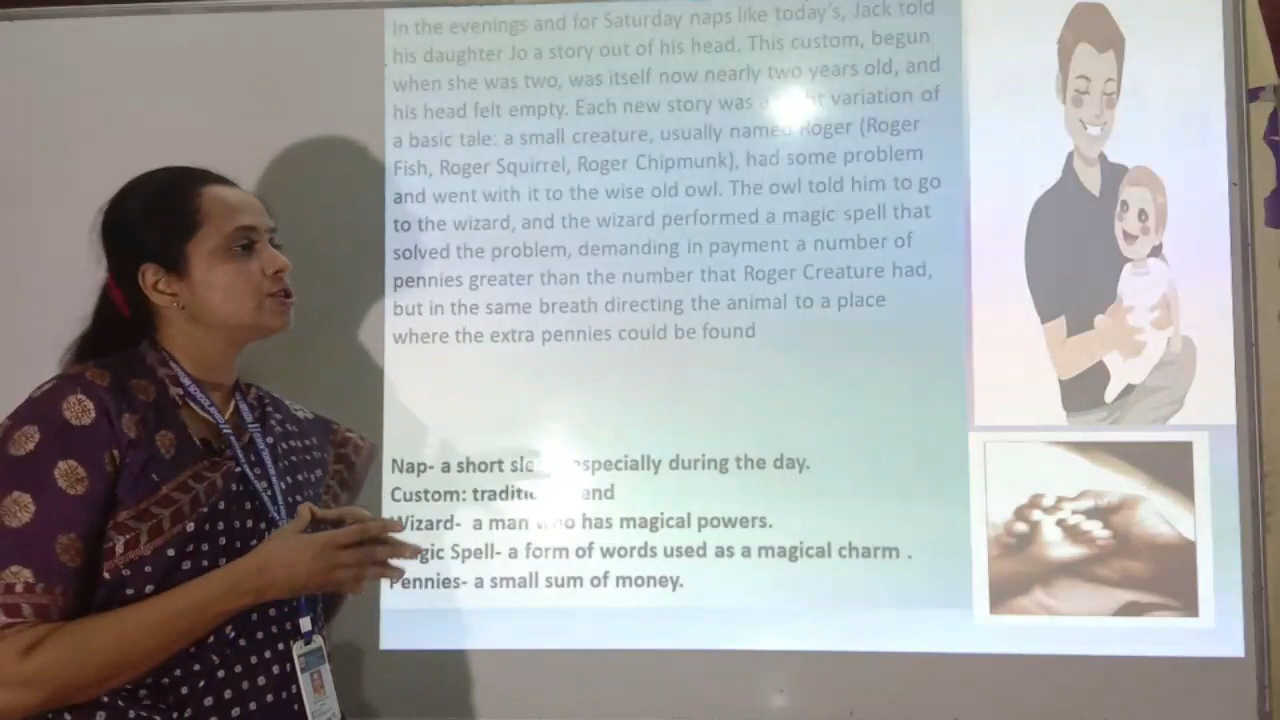 In the evenings and for Saturday naps like today's, Jack told
his daughter Jo a story out of his head. This custom, begun
when she was two, was itself now nearly two years old, and
his head felt empty. Each new story was a variation of
a basic tale: a small creature, usually named Roger (Roger
Fish, Roger Squirrel, Roger Chipmunk), had some problem
and went with it to the wise old owl. The owl told him to go
to the wizard, and the wizard performed a magic spell that
solved the problem, demanding in payment a number of
pennies greater than the number that Roger Creature had,
but in the same breath directing the animal to a place
where the extra pennies could be found
Nap- a short especially during the day.
Custom:
Wizard- a man who has magical powers.
Magic Spell- a form of words used as a magical charm .
Pennies- a small sum of money.